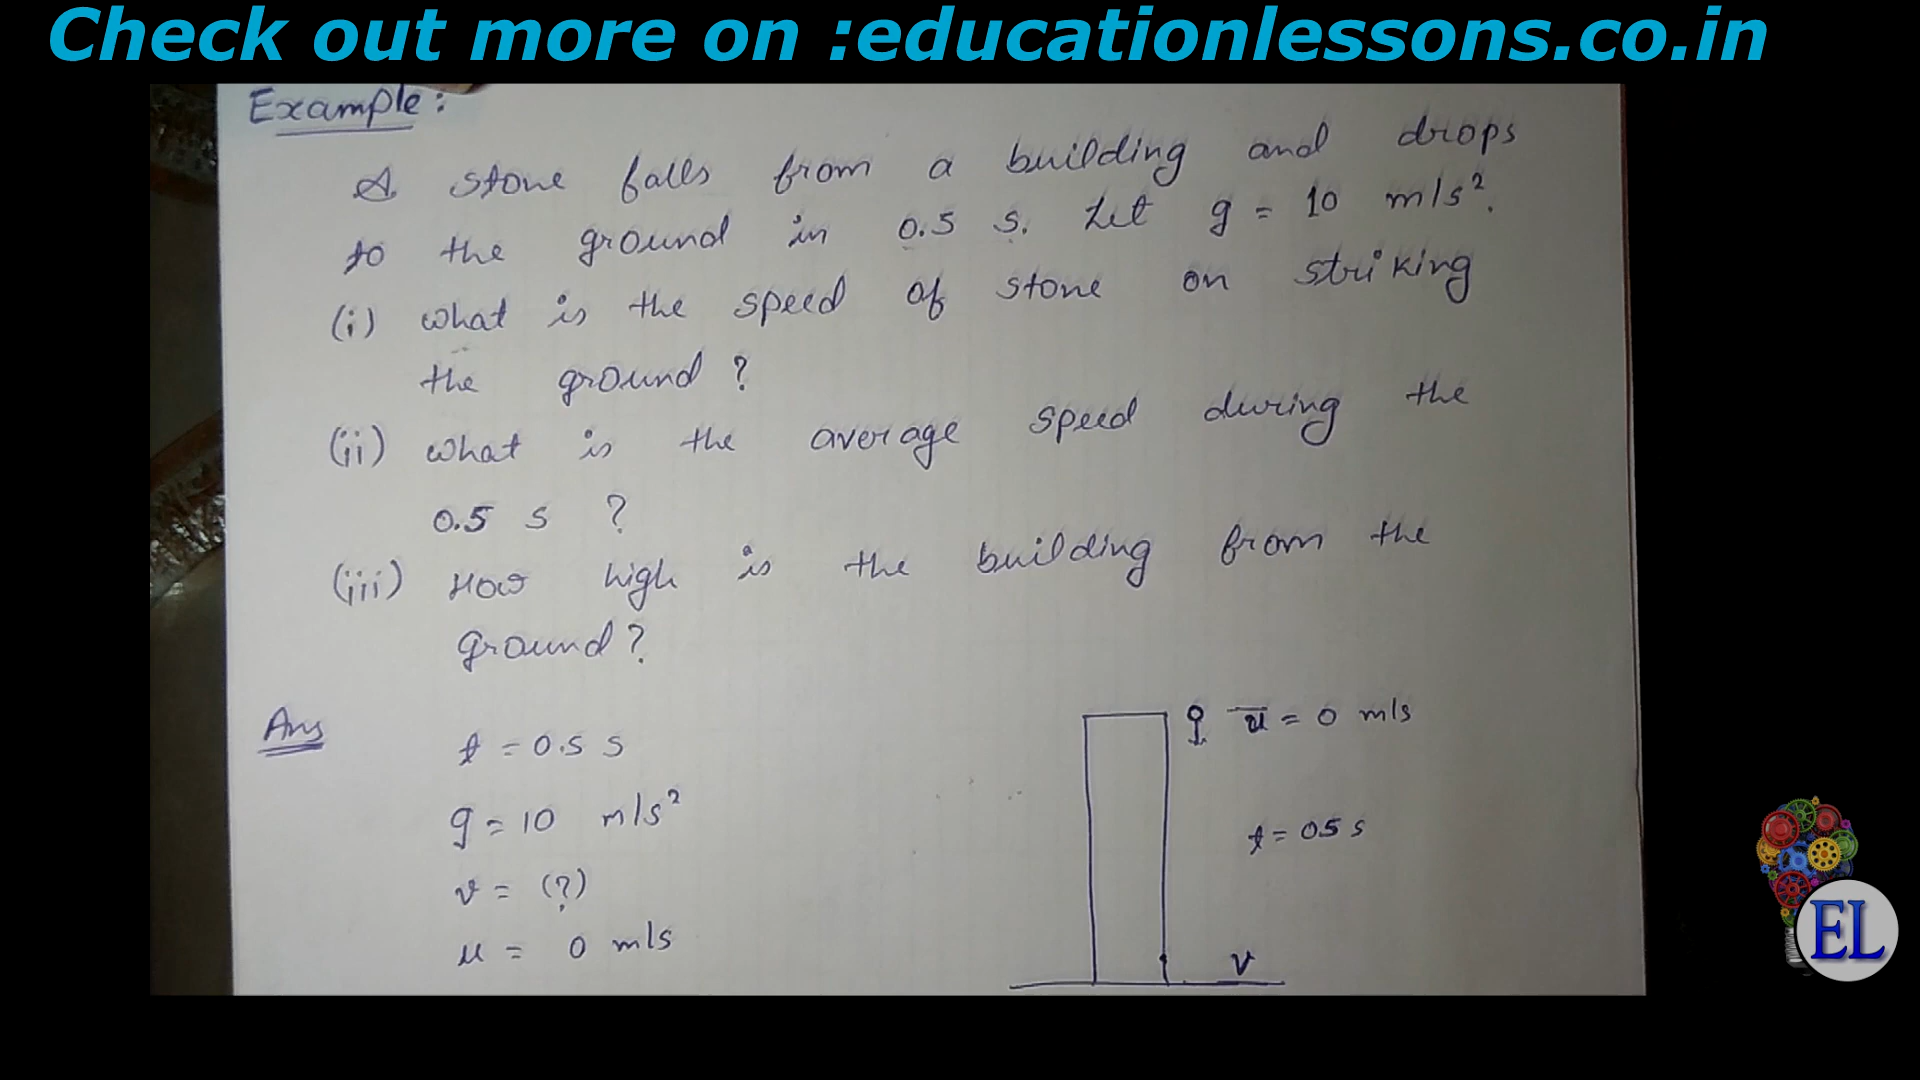 Check out more on :educationlessons.co.in
Example:
A stone falls from a building and drops
to the ground in 0.5 s. Let g = 10 m/s².
(i) what is the speed of stone on striking
the ground?
(ii) what is the average speed during the
0.5 s ?
(iii) How high is the building from the
ground?
Ans
t = 0.5 s
g = 10 m/s²
v = (?)
u = 0 m/s
u = 0 m/s
t = 0.5 s
v
EL